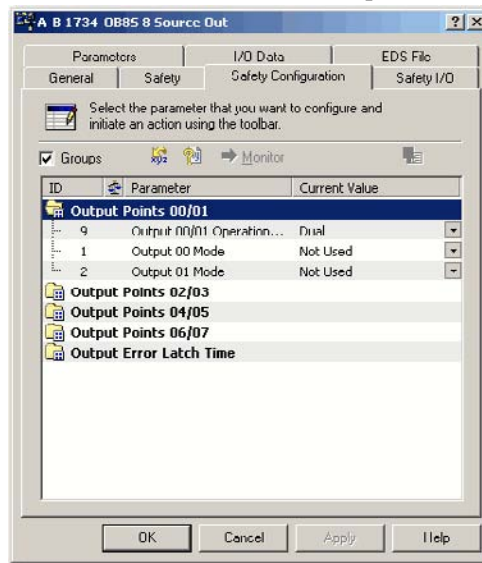 A B 1734 OB8S 8 Source Out
Parameters I/O Data EDS File
General Safety Safety Configuration Safety I/O
Select the parameter that you want to configure and
initiate an action using the toolbar.
Groups xyz Monitor
ID Parameter Current Value
Output Points 00/01
9 Output 00/01 Operation... Dual
1 Output 00 Mode Not Used
2 Output 01 Mode Not Used
Output Points 02/03
Output Points 04/05
Output Points 06/07
Output Error Latch Time
OK Cancel Apply Help